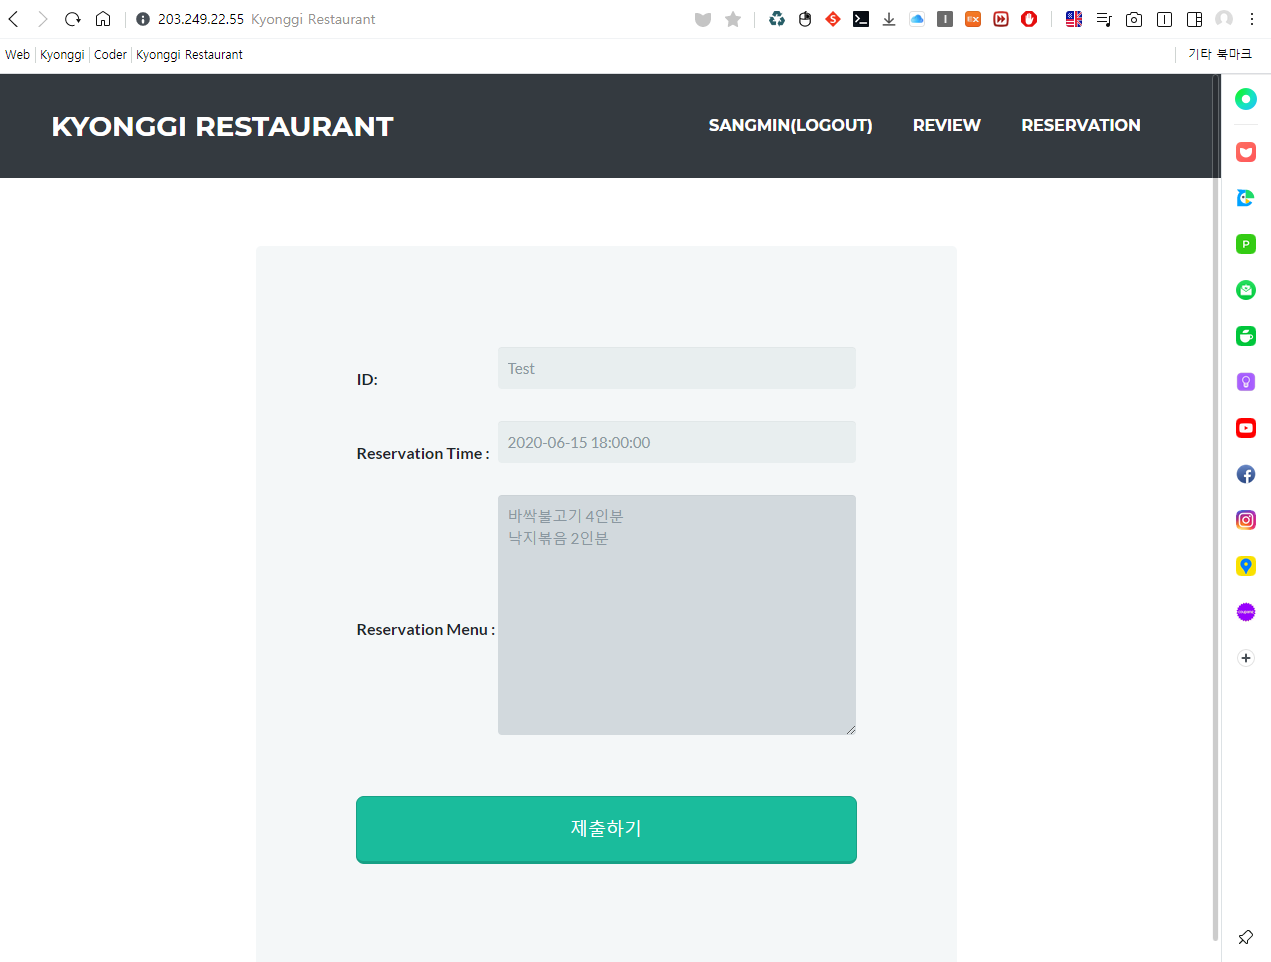 203.249.22.55 Kyonggi Restaurant
Web Kyonggi Coder Kyonggi Restaurant 기타 북마크
KYONGGI RESTAURANT SANGMIN(LOGOUT) REVIEW RESERVATION
ID: Test
Reservation Time : 2020-06-15 18:00:00
바싹불고기 4인분
낙지볶음 2인분
Reservation Menu :
제출하기